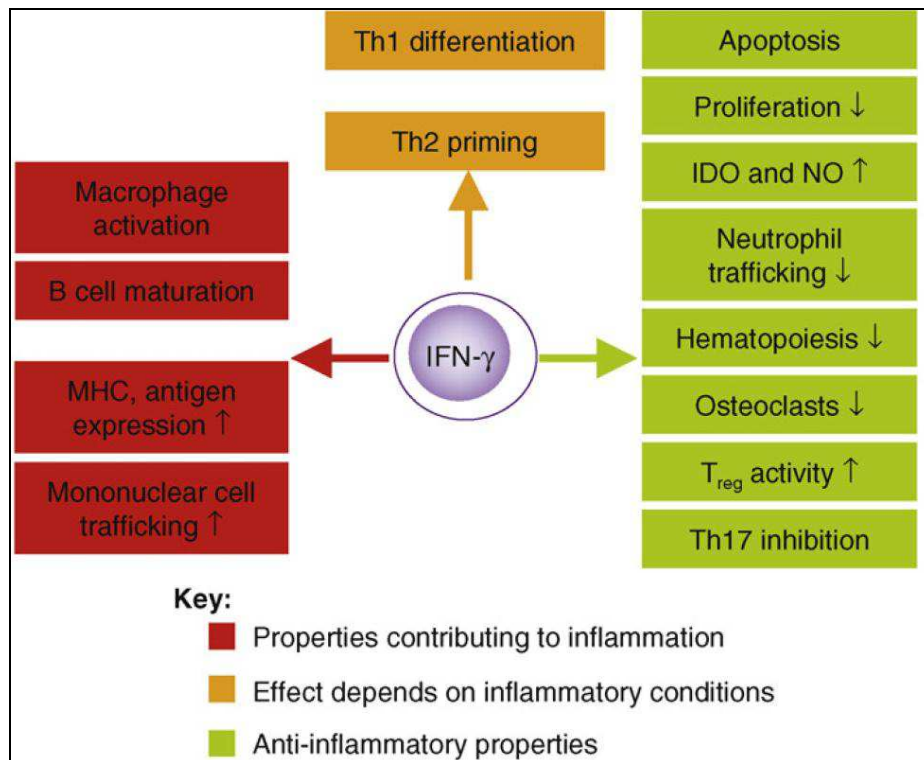 Th1 differentiation
Th2 priming
Macrophage
activation
B cell maturation
MHC, antigen
expression ↑
Mononuclear cell
trafficking ↑
IFN-γ
Apoptosis
Proliferation ↓
IDO and NO ↑
Neutrophil
trafficking ↓
Hematopoiesis ↓
Osteoclasts ↓
Treg activity ↑
Th17 inhibition
Key:
Properties contributing to inflammation
Effect depends on inflammatory conditions
Anti-inflammatory properties